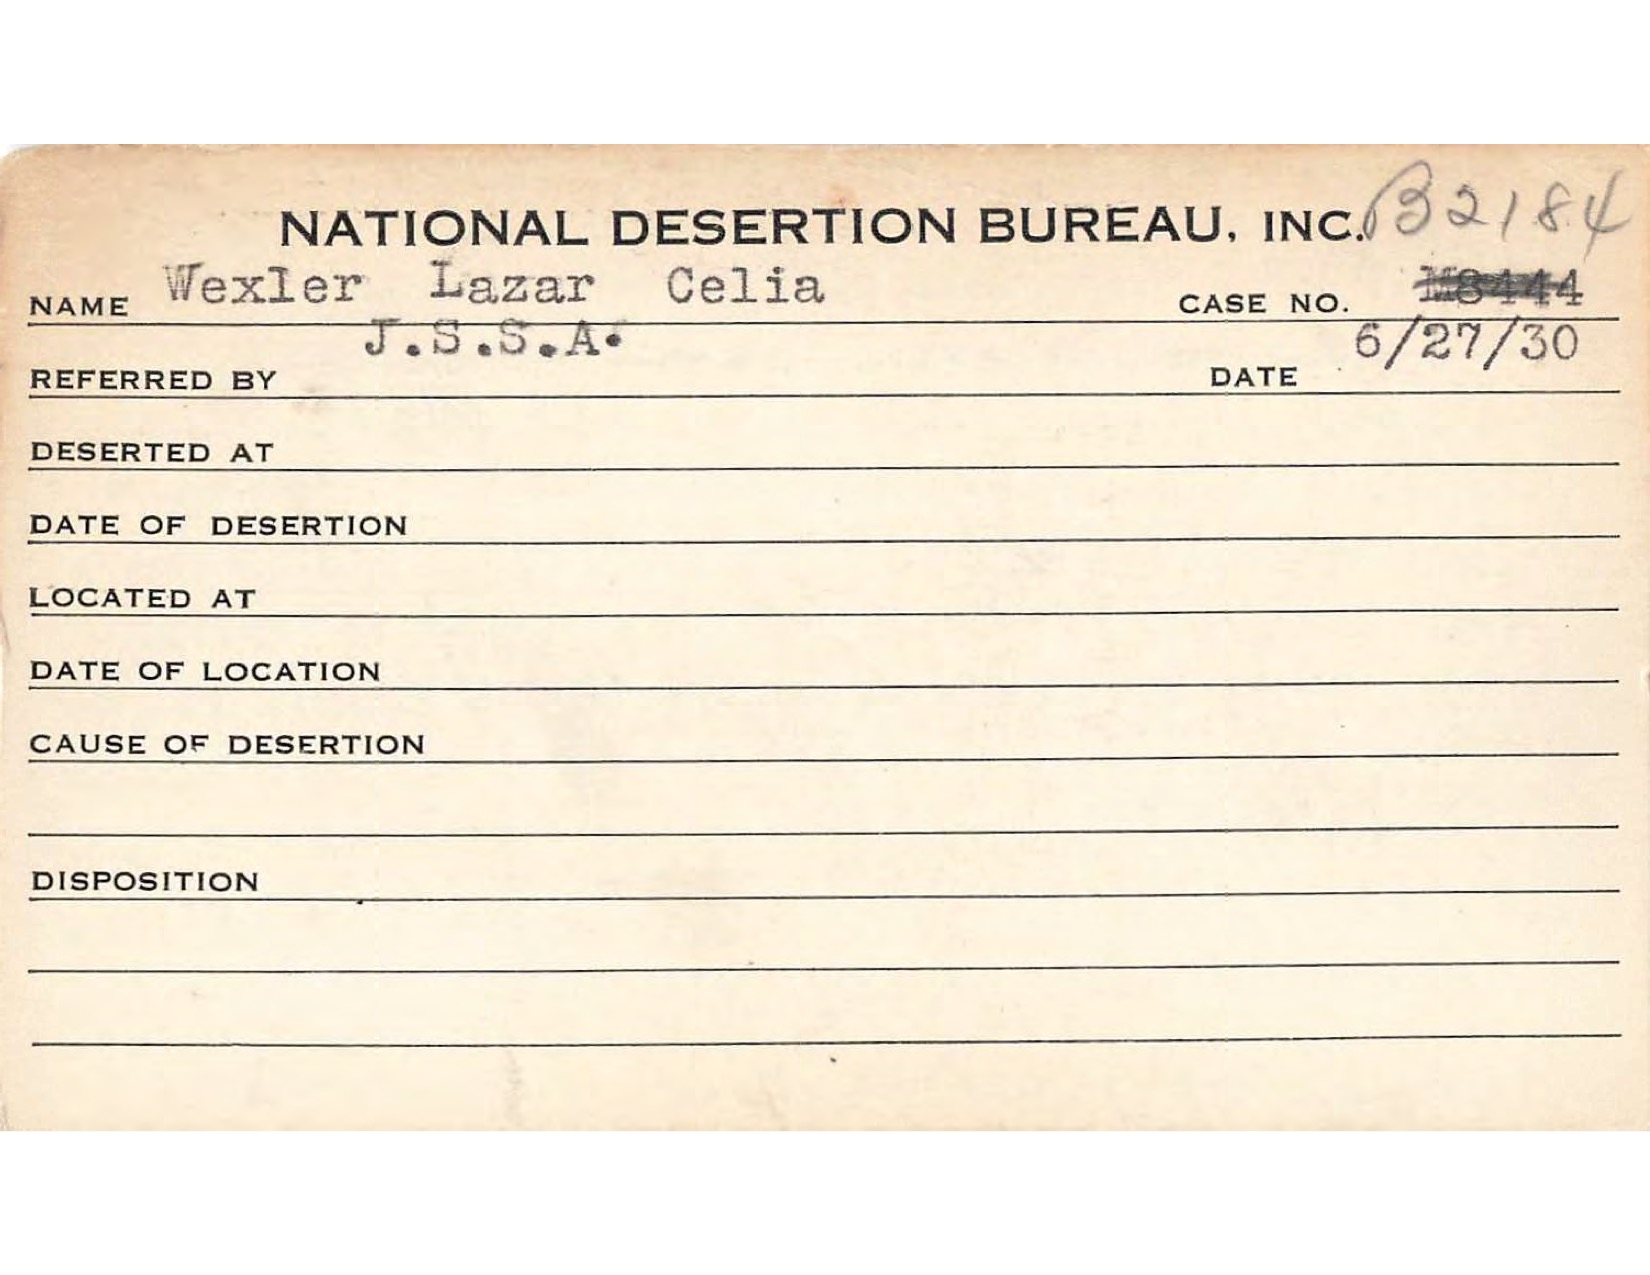 B2184
NATIONAL DESERTION BUREAU, INC.
NAME Wexler Lazar Celia CASE NO. M8444
REFERRED BY J.S.S.A. DATE 6/27/30
DESERTED AT
DATE OF DESERTION
LOCATED AT
DATE OF LOCATION
CAUSE OF DESERTION
DISPOSITION